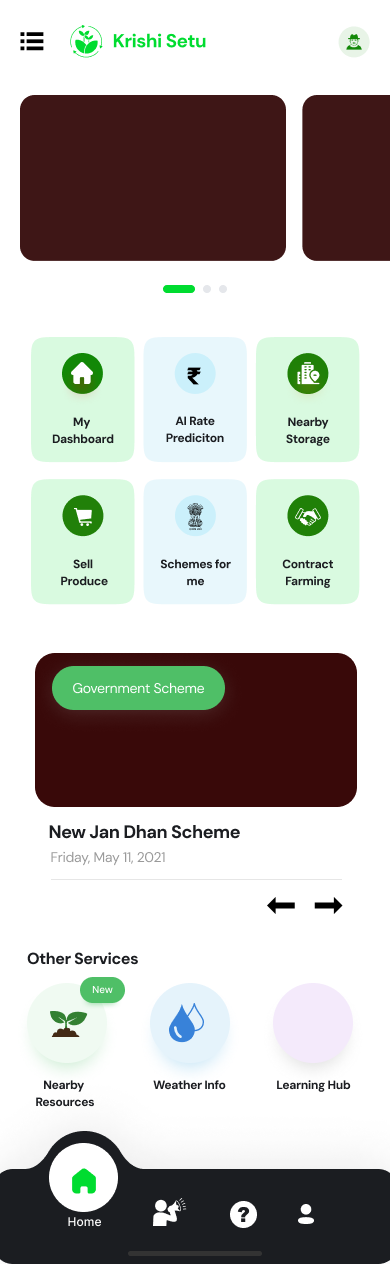 Krishi Setu
My
Dashboard
AI Rate
Prediciton
Nearby
Storage
Sell
Produce
Schemes for
me
Contract
Farming
Government Scheme
New Jan Dhan Scheme
Friday, May 11, 2021
Other Services
New
Nearby
Resources
Weather Info
Learning Hub
Home